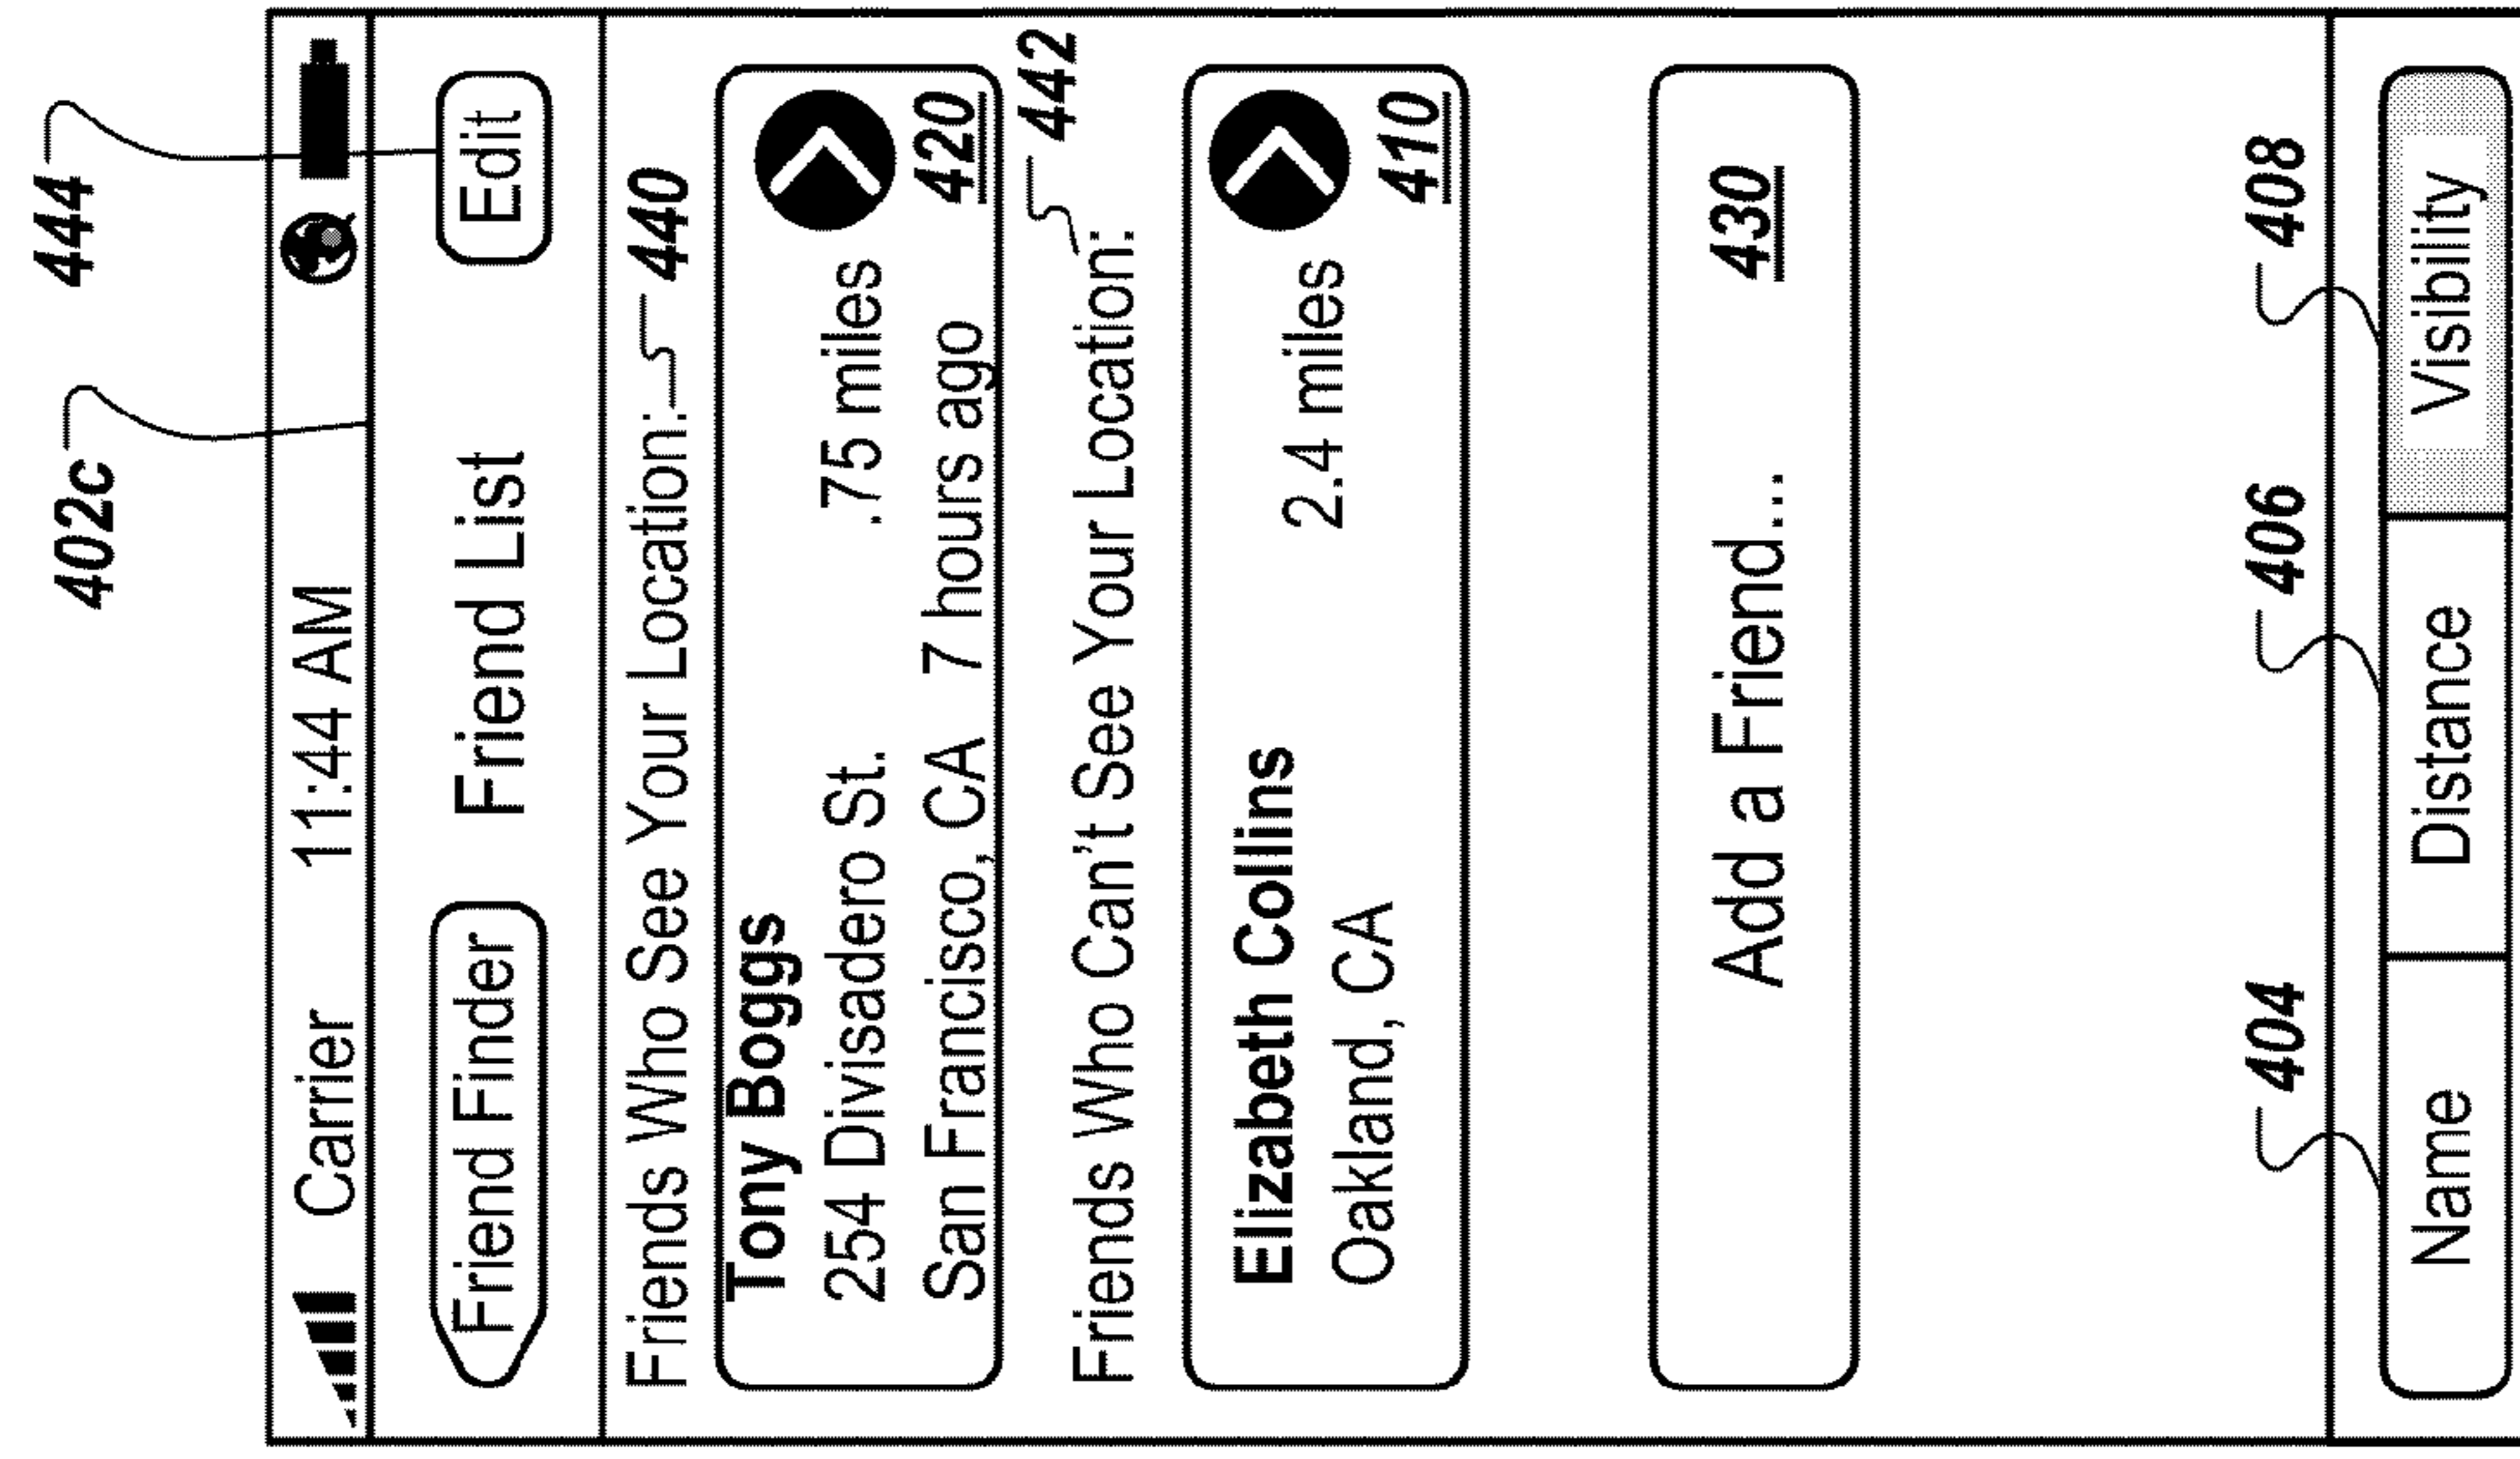 444
402c
Carrier 11:44 AM
Friend Finder Friend List Edit
Friends Who See Your Location: 440
Tony Boggs
254 Divisadero St. .75 miles
San Francisco, CA 7 hours ago 420
442
Friends Who Can't See Your Location:
Elizabeth Collins
Oakland, CA 2.4 miles 410
Add a Friend... 430
404 406 408
Name Distance Visibility